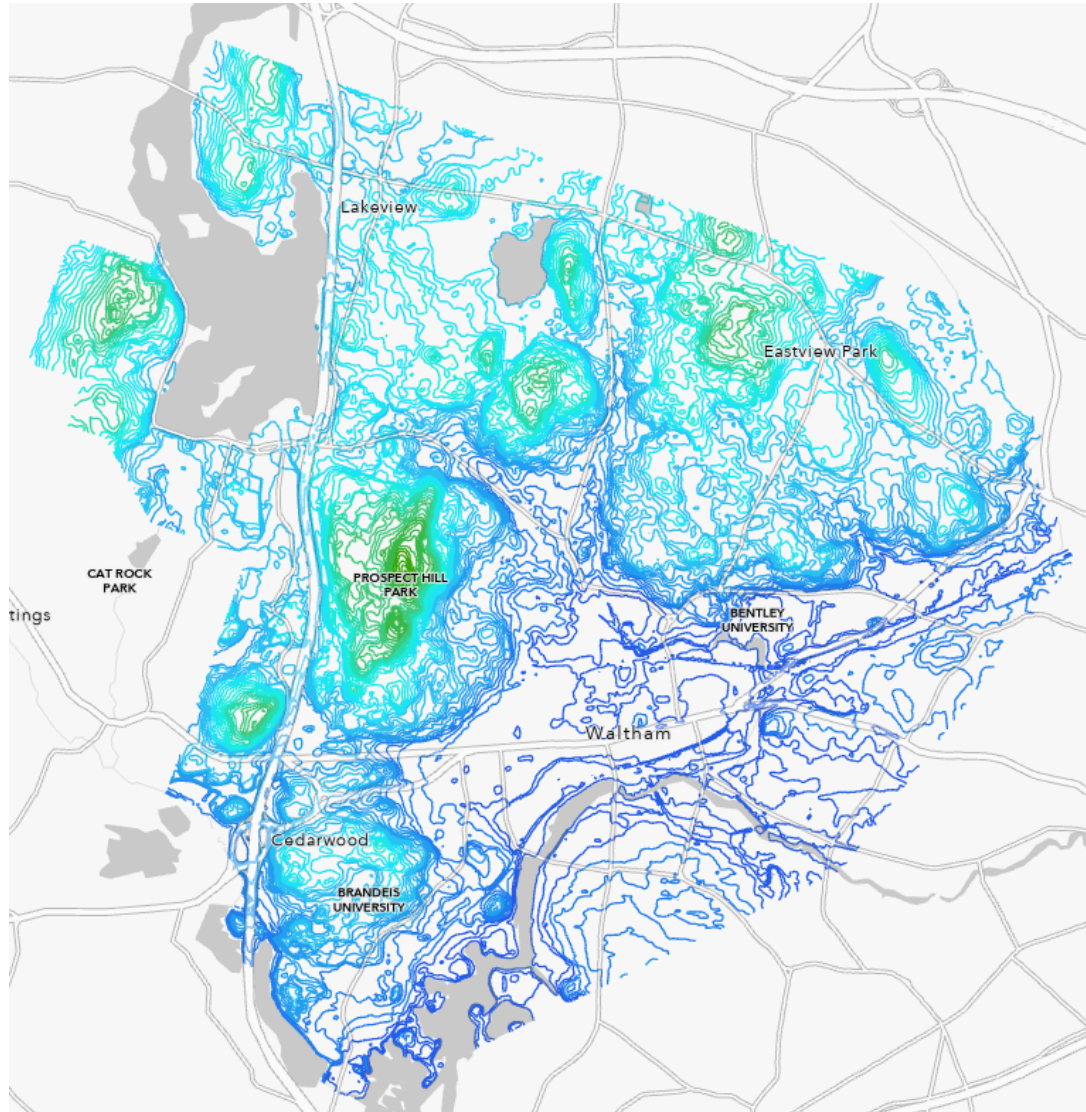 Lakeview
Eastview Park
CAT ROCK
PARK
PROSPECT HILL
PARK
tings
BENTLEY
UNIVERSITY
Waltham
Cedarwood
BRANDEIS
UNIVERSITY